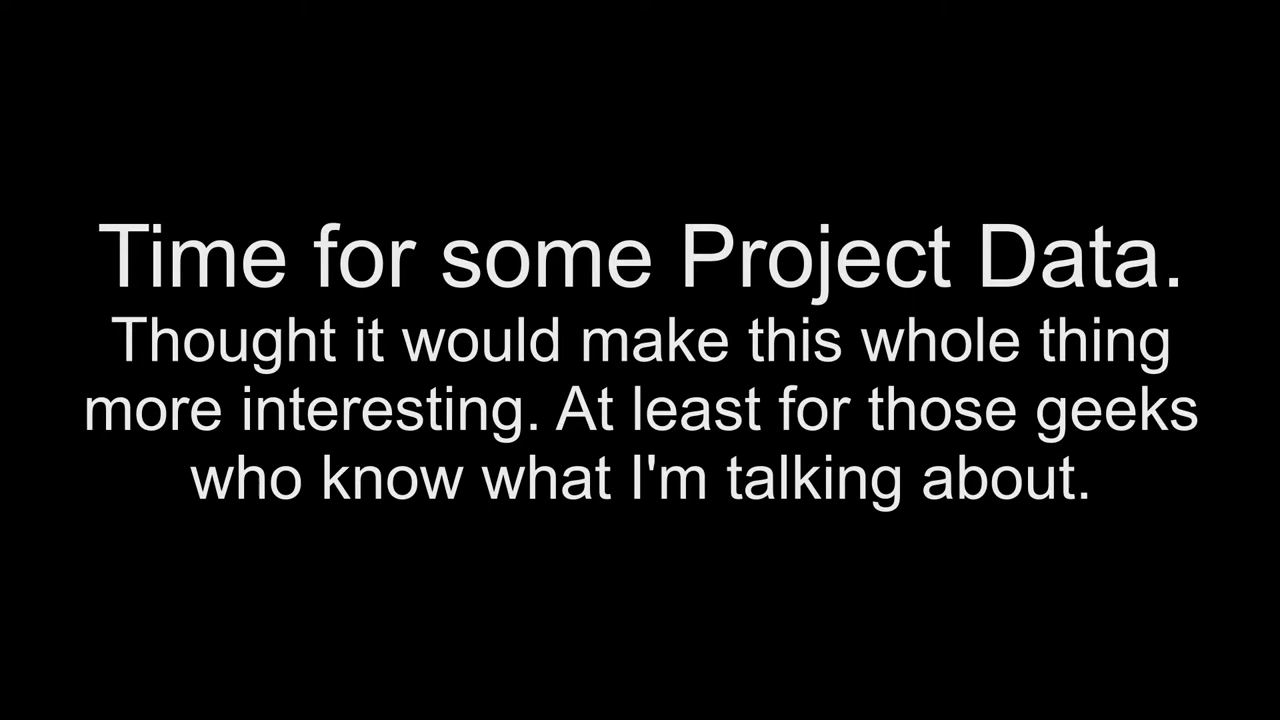 Time for some Project Data.
Thought it would make this whole thing
more interesting. At least for those geeks
who know what I'm talking about.